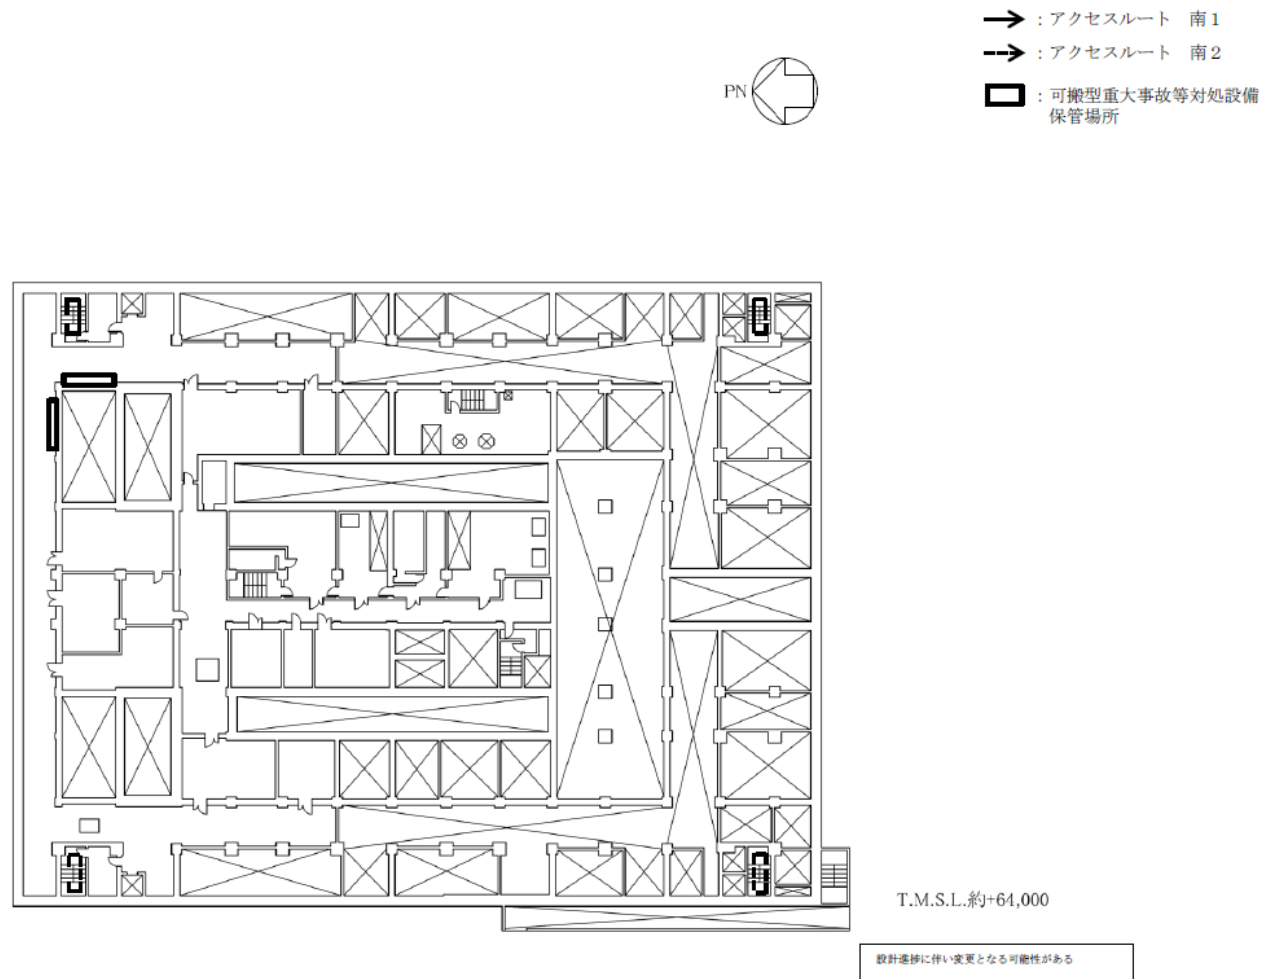 ：アクセスルート　南１
：アクセスルート　南２
PN
：可搬型重大事故等対処設備
保管場所
T.M.S.L.約+64,000
設計進捗に伴い変更となる可能性がある